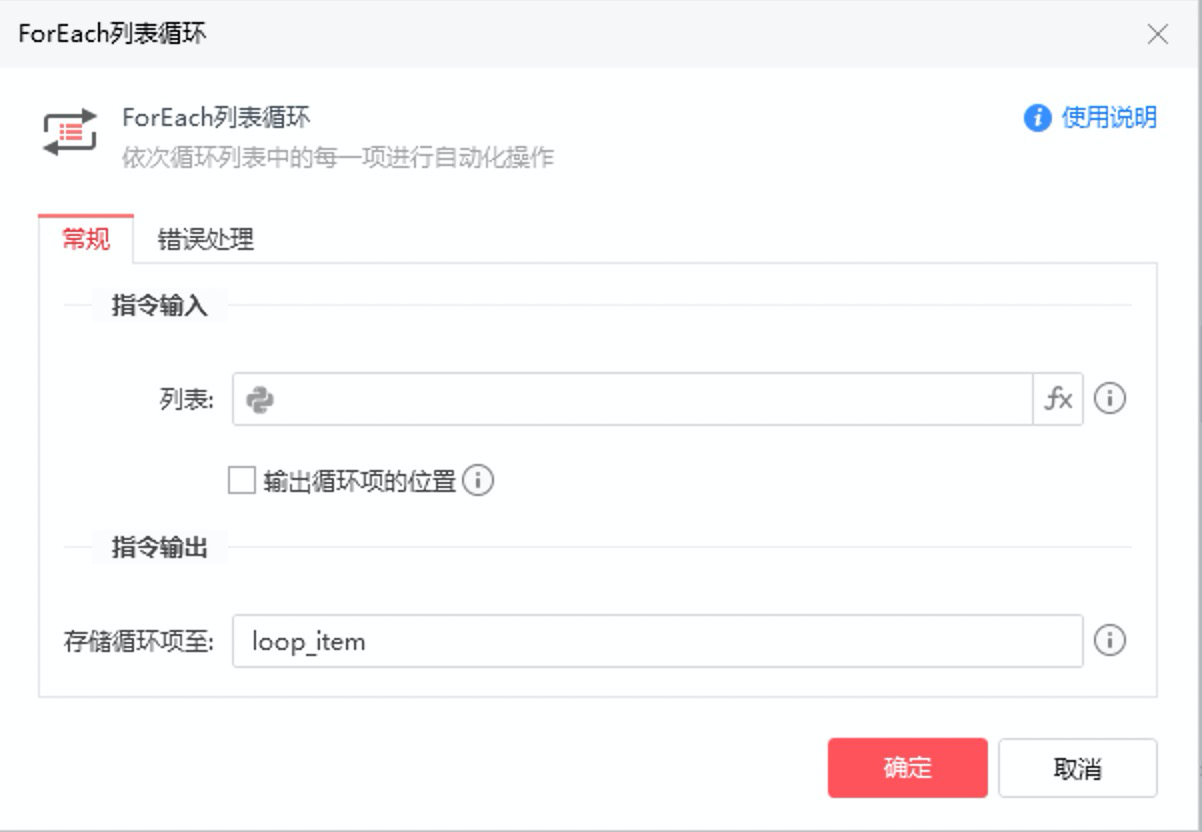 ForEach列表循环
ForEach列表循环
使用说明
依次循环列表中的每一项进行自动化操作
常规 错误处理
指令输入
列表: fx
输出循环项的位置
指令输出
存储循环项至: loop_item
确定 取消